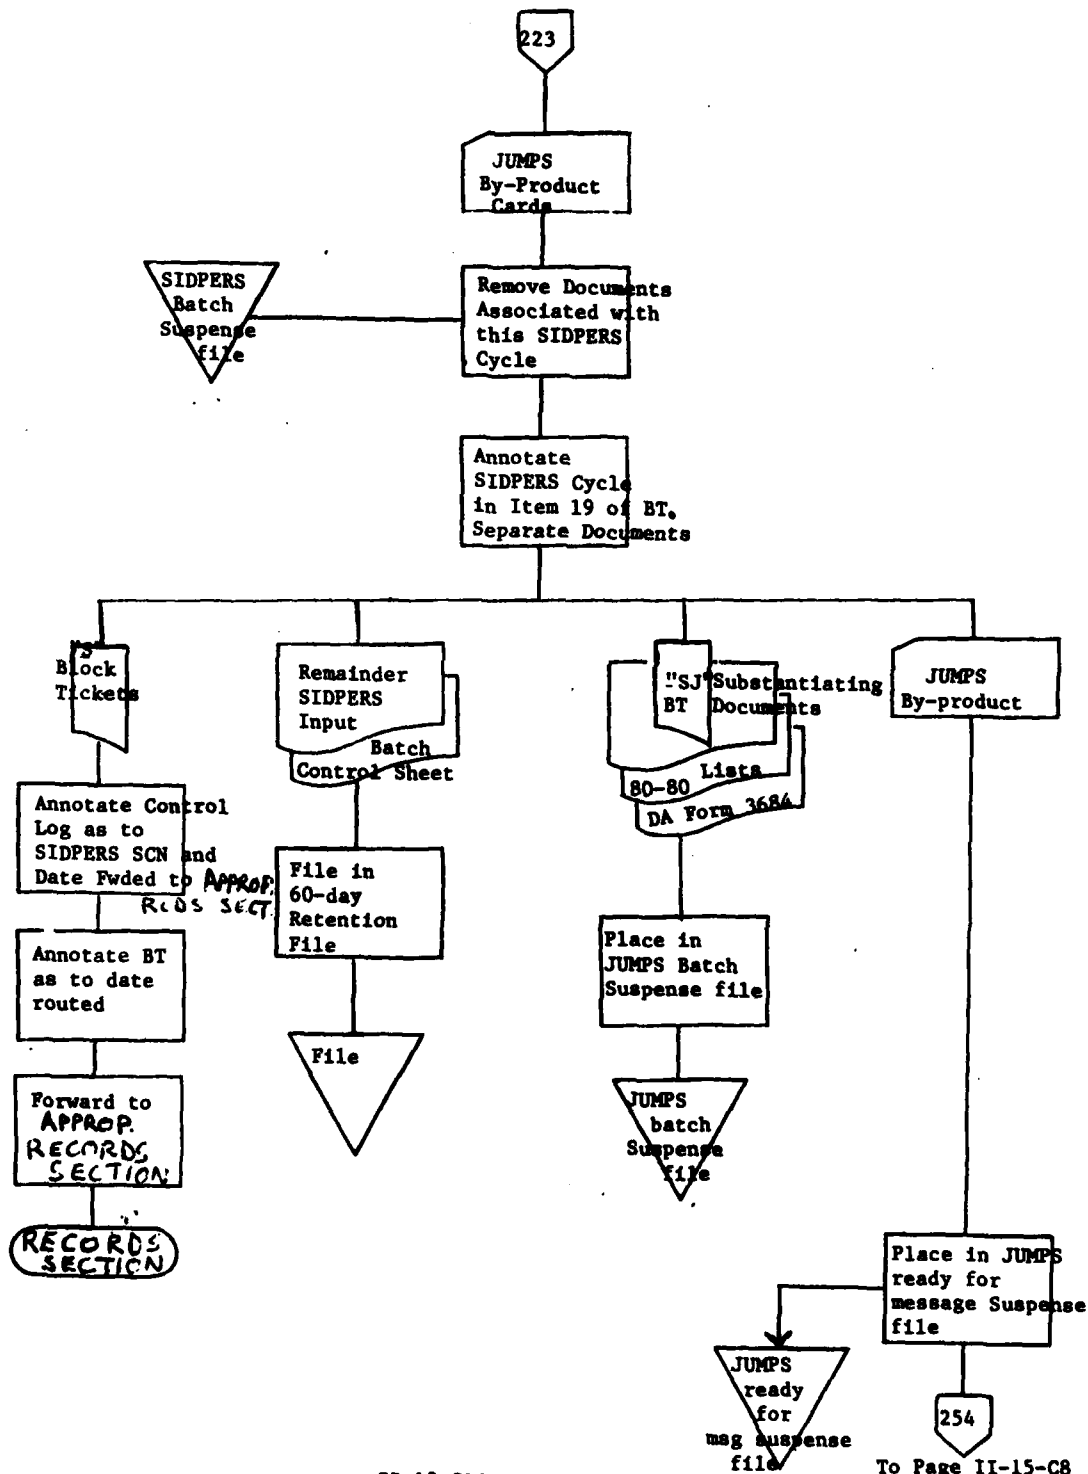 223
JUMPS
By-Product
Cards
SIDPERS
Batch
Suspense
file
Remove Documents
Associated with
this SIDPERS
Cycle
Annotate
SIDPERS Cycle
in Item 19 of BT.
Separate Documents
"S"
Block
Tickets
Remainder
SIDPERS
Input
Batch
Control Sheet
"SJ" Substantiating
BT Documents
80-80 Lists
DA Form 3684
JUMPS
By-product
Annotate Control
Log as to
SIDPERS SCN and
Date Fwded to APPROP.
RCDS SECT.
File in
60-day
Retention
File
Place in
JUMPS Batch
Suspense file
Annotate BT
as to date
routed
File
JUMPS
batch
Suspense
file
Forward to
APPROP.
RECORDS
SECTION
RECORDS
SECTION
Place in JUMPS
ready for
message Suspense
file
JUMPS
ready
for
msg suspense
file
254
To Page II-15-C8